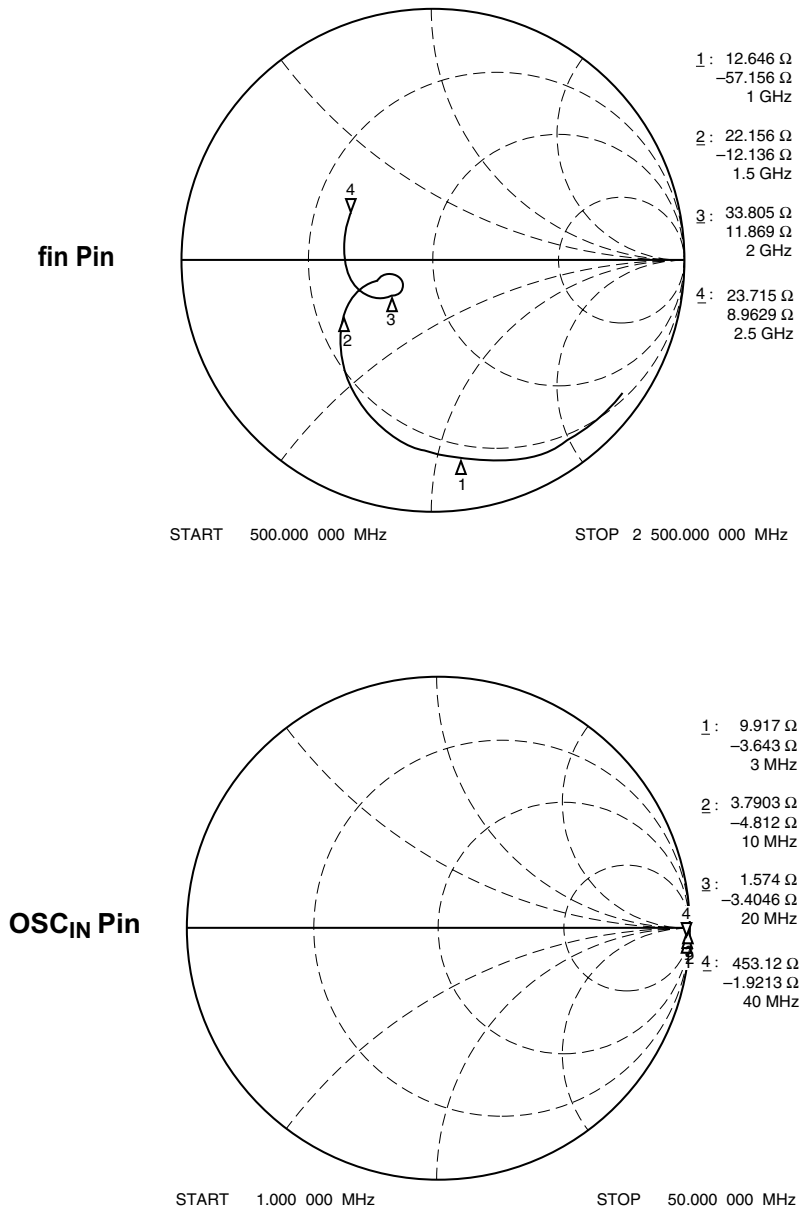 fin Pin
4
3
2
1
1 : 12.646 Ω
–57.156 Ω
1 GHz
2 : 22.156 Ω
–12.136 Ω
1.5 GHz
3 : 33.805 Ω
11.869 Ω
2 GHz
4 : 23.715 Ω
8.9629 Ω
2.5 GHz
START 500.000 000 MHz
STOP 2 500.000 000 MHz
OSCIN Pin
4
1 : 9.917 Ω
–3.643 Ω
3 MHz
2 : 3.7903 Ω
–4.812 Ω
10 MHz
3 : 1.574 Ω
–3.4046 Ω
20 MHz
4 : 453.12 Ω
–1.9213 Ω
40 MHz
START 1.000 000 MHz
STOP 50.000 000 MHz